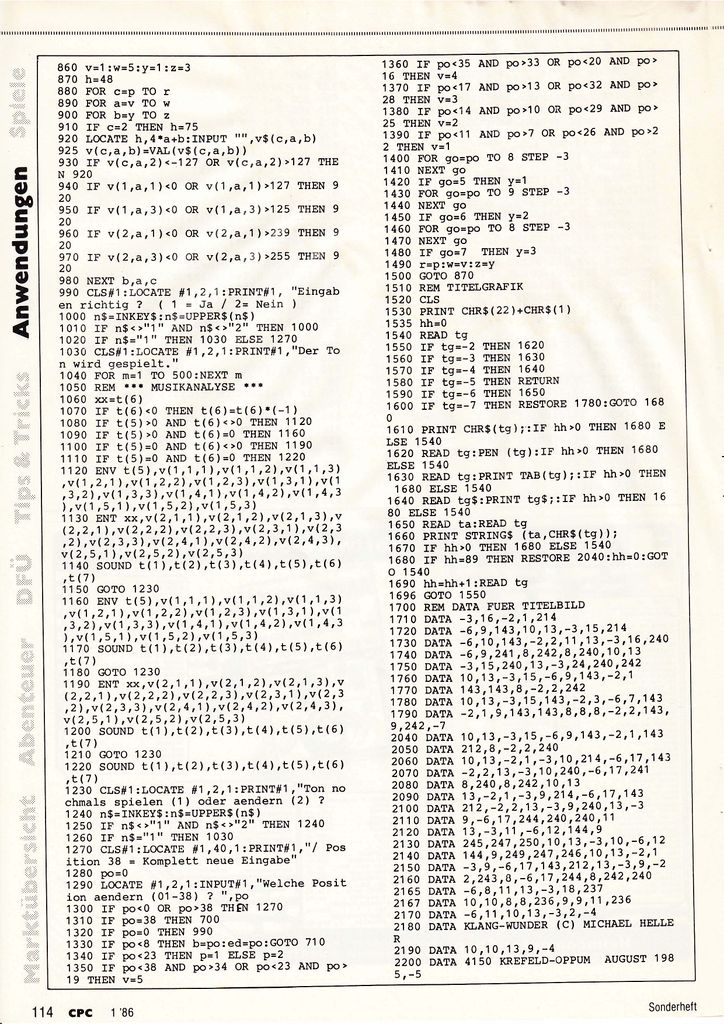 Marktübersicht Abenteuer DFÜ Tips & Tricks Anwendungen Spiele
860 v=1:w=5:y=1:z=3
870 h=48
880 FOR c=p TO r
890 FOR a=v TO w
900 FOR b=y TO z
910 IF c=2 THEN h=75
920 LOCATE h,4*a+b:INPUT "",v$(c,a,b)
925 v(c,a,b)=VAL(v$(c,a,b))
930 IF v(c,a,2)<-127 OR v(c,a,2)>127 THE
N 920
940 IF v(1,a,1)<0 OR v(1,a,1)>127 THEN 9
20
950 IF v(1,a,3)<0 OR v(1,a,3)>125 THEN 9
20
960 IF v(2,a,1)<0 OR v(2,a,1)>239 THEN 9
20
970 IF v(2,a,3)<0 OR v(2,a,3)>255 THEN 9
20
980 NEXT b,a,c
990 CLS#1:LOCATE #1,2,1:PRINT#1, "Eingab
en richtig ?  ( 1 = Ja / 2= Nein )
1000 n$=INKEY$:n$=UPPER$(n$)
1010 IF n$<>"1" AND n$<>"2" THEN 1000
1020 IF n$="1" THEN 1030 ELSE 1270
1030 CLS#1:LOCATE #1,2,1:PRINT#1,"Der To
n wird gespielt."
1040 FOR m=1 TO 500:NEXT m
1050 REM *** MUSIKANALYSE ***
1060 xx=t(6)
1070 IF t(6)<0 THEN t(6)=t(6)*(-1)
1080 IF t(5)>0 AND t(6)<>0 THEN 1120
1090 IF t(5)>0 AND t(6)=0 THEN 1160
1100 IF t(5)=0 AND t(6)<>0 THEN 1190
1110 IF t(5)=0 AND t(6)=0 THEN 1220
1120 ENV t(5),v(1,1,1),v(1,1,2),v(1,1,3)
,v(1,2,1),v(1,2,2),v(1,2,3),v(1,3,1),v(1
,3,2),v(1,3,3),v(1,4,1),v(1,4,2),v(1,4,3
),v(1,5,1),v(1,5,2),v(1,5,3)
1130 ENT xx,v(2,1,1),v(2,1,2),v(2,1,3),v
(2,2,1),v(2,2,2),v(2,2,3),v(2,3,1),v(2,3
,2),v(2,3,3),v(2,4,1),v(2,4,2),v(2,4,3),
v(2,5,1),v(2,5,2),v(2,5,3)
1140 SOUND t(1),t(2),t(3),t(4),t(5),t(6)
,t(7)
1150 GOTO 1230
1160 ENV t(5),v(1,1,1),v(1,1,2),v(1,1,3)
,v(1,2,1),v(1,2,2),v(1,2,3),v(1,3,1),v(1
,3,2),v(1,3,3),v(1,4,1),v(1,4,2),v(1,4,3
),v(1,5,1),v(1,5,2),v(1,5,3)
1170 SOUND t(1),t(2),t(3),t(4),t(5),t(6)
,t(7)
1180 GOTO 1230
1190 ENT xx,v(2,1,1),v(2,1,2),v(2,1,3),v
(2,2,1),v(2,2,2),v(2,2,3),v(2,3,1),v(2,3
,2),v(2,3,3),v(2,4,1),v(2,4,2),v(2,4,3),
v(2,5,1),v(2,5,2),v(2,5,3)
1200 SOUND t(1),t(2),t(3),t(4),t(5),t(6)
,t(7)
1210 GOTO 1230
1220 SOUND t(1),t(2),t(3),t(4),t(5),t(6)
,t(7)
1230 CLS#1:LOCATE #1,2,1:PRINT#1,"Ton no
chmals spielen (1) oder aendern (2) ?
1240 n$=INKEY$:n$=UPPER$(n$)
1250 IF n$<>"1" AND n$<>"2" THEN 1240
1260 IF n$="1" THEN 1030
1270 CLS#1:LOCATE #1,40,1:PRINT#1,"/ Pos
ition 38 = Komplett neue Eingabe"
1280 po=0
1290 LOCATE #1,2,1:INPUT#1,"Welche Posit
ion aendern (01-38) ? ",po
1300 IF po<0 OR po>38 THEN 1270
1310 IF po=38 THEN 700
1320 IF po=0 THEN 990
1330 IF po<8 THEN b=po:ed=po:GOTO 710
1340 IF po<23 THEN p=1 ELSE p=2
1350 IF po<38 AND po>34 OR po<23 AND po>
19 THEN v=5
1360 IF po<35 AND po>33 OR po<20 AND po>
16 THEN v=4
1370 IF po<17 AND po>13 OR po<32 AND po>
28 THEN v=3
1380 IF po<14 AND po>10 OR po<29 AND po>
25 THEN v=2
1390 IF po<11 AND po>7 OR po<26 AND po>2
2 THEN v=1
1400 FOR go=po TO 8 STEP -3
1410 NEXT go
1420 IF go=5 THEN y=1
1430 FOR go=po TO 9 STEP -3
1440 NEXT go
1450 IF go=6 THEN y=2
1460 FOR go=po TO 8 STEP -3
1470 NEXT go
1480 IF go=7  THEN y=3
1490 r=p:w=v:z=y
1500 GOTO 870
1510 REM TITELGRAFIK
1520 CLS
1530 PRINT CHR$(22)+CHR$(1)
1535 hh=0
1540 READ tg
1550 IF tg=-2 THEN 1620
1560 IF tg=-3 THEN 1630
1570 IF tg=-4 THEN 1640
1580 IF tg=-5 THEN RETURN
1590 IF tg=-6 THEN 1650
1600 IF tg=-7 THEN RESTORE 1780:GOTO 168
0
1610 PRINT CHR$(tg);:IF hh>0 THEN 1680 E
LSE 1540
1620 READ tg:PEN (tg):IF hh>0 THEN 1680
ELSE 1540
1630 READ tg:PRINT TAB(tg);:IF hh>0 THEN
1680 ELSE 1540
1640 READ tg$:PRINT tg$;:IF hh>0 THEN 16
80 ELSE 1540
1650 READ ta:READ tg
1660 PRINT STRING$ (ta,CHR$(tg));
1670 IF hh>0 THEN 1680 ELSE 1540
1680 IF hh=89 THEN RESTORE 2040:hh=0:GOT
O 1540
1690 hh=hh+1:READ tg
1696 GOTO 1550
1700 REM DATA FUER TITELBILD
1710 DATA -3,16,-2,1,214
1720 DATA -6,9,143,10,13,-3,15,214
1730 DATA -6,10,143,-2,2,11,13,-3,16,240
1740 DATA -6,9,241,8,242,8,240,10,13
1750 DATA -3,15,240,13,-3,24,240,242
1760 DATA 10,13,-3,15,-6,9,143,-2,1
1770 DATA 143,143,8,-2,2,242
1780 DATA 10,13,-3,15,143,-2,3,-6,7,143
1790 DATA -2,1,9,143,143,8,8,8,-2,2,143,
9,242,-7
2040 DATA 10,13,-3,15,-6,9,143,-2,1,143
2050 DATA 212,8,-2,2,240
2060 DATA 10,13,-2,1,-3,10,214,-6,17,143
2070 DATA -2,2,13,-3,10,240,-6,17,241
2080 DATA 8,240,8,242,10,13
2090 DATA 13,-2,1,-3,9,214,-6,17,143
2100 DATA 212,-2,2,13,-3,9,240,13,-3
2110 DATA 9,-6,17,244,240,240,11
2120 DATA 13,-3,11,-6,12,144,9
2130 DATA 245,247,250,10,13,-3,10,-6,12
2140 DATA 144,9,249,247,246,10,13,-2,1
2150 DATA -3,9,-6,17,143,212,13,-3,9,-2
2160 DATA 2,243,8,-6,17,244,8,242,240
2165 DATA -6,8,11,13,-3,18,237
2167 DATA 10,10,8,8,236,9,9,11,236
2170 DATA -6,11,10,13,-3,2,-4
2180 DATA KLANG-WUNDER (C) MICHAEL HELLE
R
2190 DATA 10,10,13,9,-4
2200 DATA 4150 KREFELD-OPPUM  AUGUST 198
5,-5
114 CPC 1'86
Sonderheft